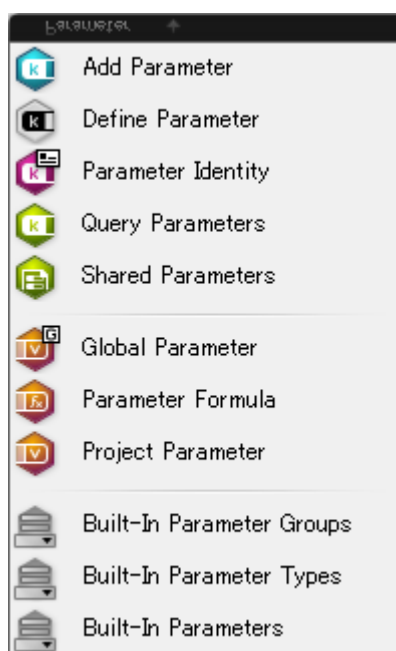 Parameter
Add Parameter
Define Parameter
Parameter Identity
Query Parameters
Shared Parameters
Global Parameter
Parameter Formula
Project Parameter
Built-In Parameter Groups
Built-In Parameter Types
Built-In Parameters